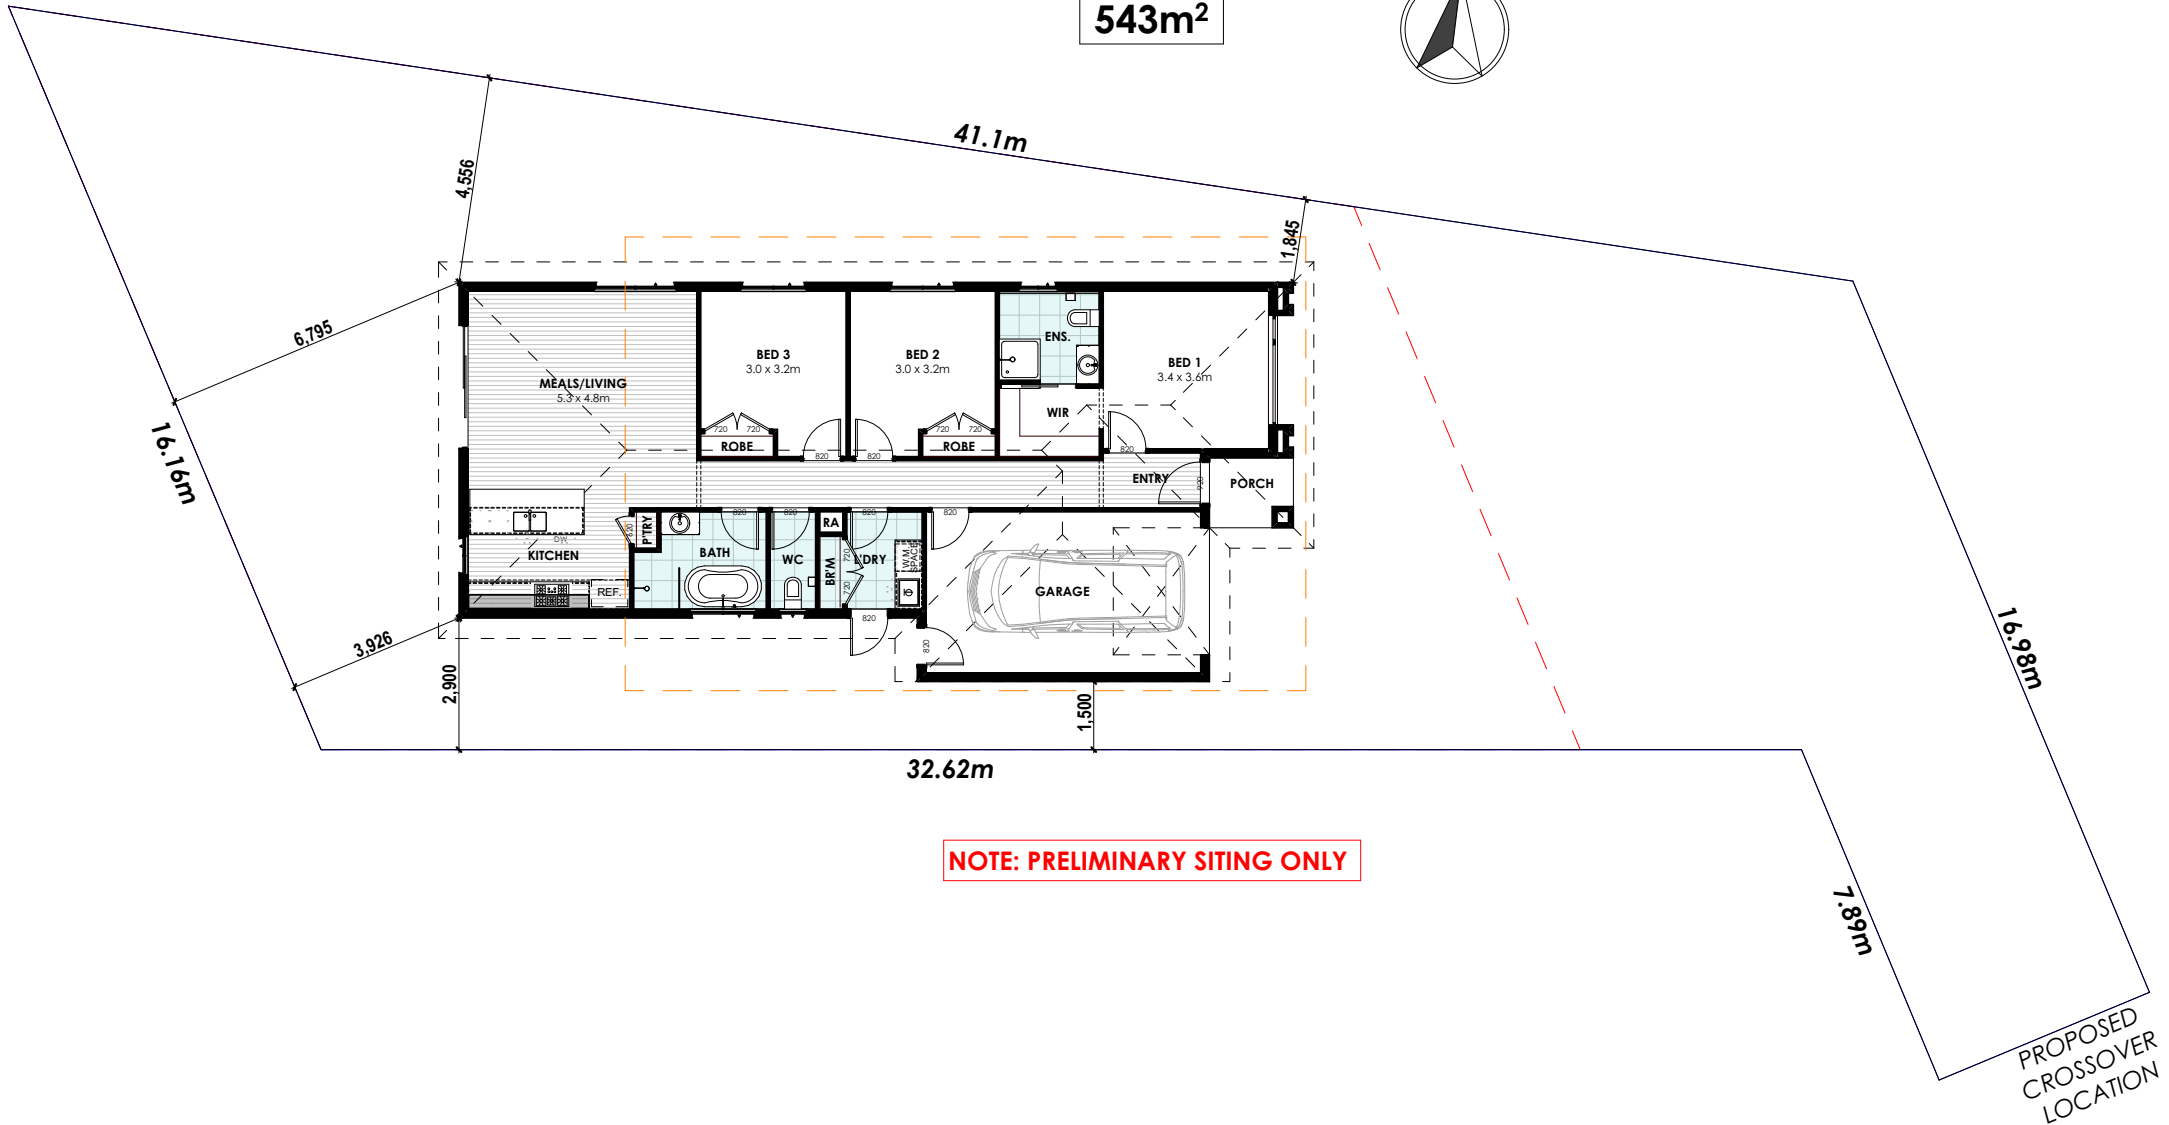 543m²
41.1m
4,556
1,845
6,795
16.16m
BED 3
3.0 x 3.2m
BED 2
3.0 x 3.2m
ENS.
BED 1
3.4 x 3.6m
MEALS/LIVING
5.3 x 4.8m
WIR
720 720
ROBE
820
820
720 720
ROBE
820
ENTRY
920
PORCH
KITCHEN
DW
REF.
620
P'TRY
820
BATH
820
WC
RA
BR'M
720
720
820
L'DRY
W.M.
SPACE
820
820
820
GARAGE
3,926
2,900
1,500
32.62m
16.98m
7.89m
NOTE: PRELIMINARY SITING ONLY
PROPOSED
CROSSOVER
LOCATION